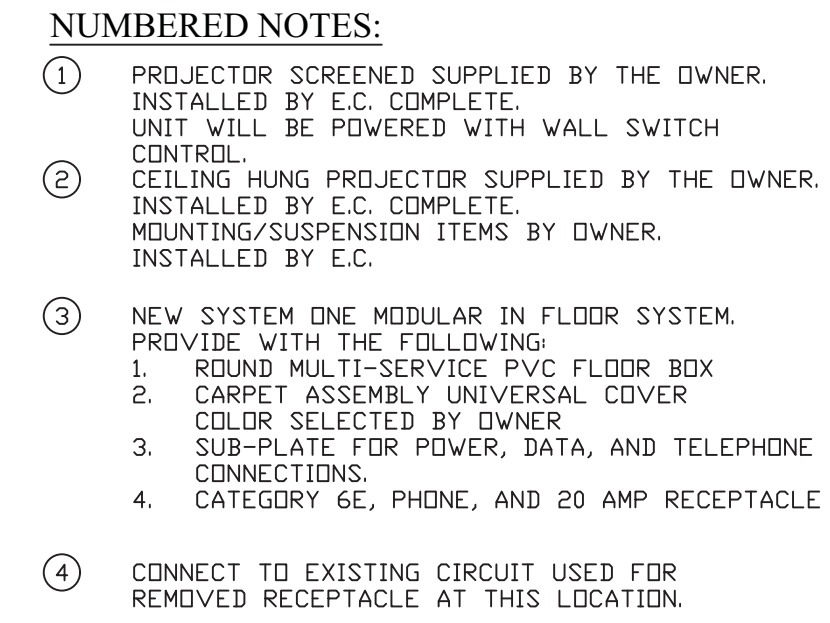 NUMBERED NOTES:
1 PROJECTOR SCREENED SUPPLIED BY THE OWNER.
INSTALLED BY E.C. COMPLETE.
UNIT WILL BE POWERED WITH WALL SWITCH
CONTROL.
2 CEILING HUNG PROJECTOR SUPPLIED BY THE OWNER.
INSTALLED BY E.C. COMPLETE.
MOUNTING/SUSPENSION ITEMS BY OWNER.
INSTALLED BY E.C.
3 NEW SYSTEM ONE MODULAR IN FLOOR SYSTEM.
PROVIDE WITH THE FOLLOWING:
1. ROUND MULTI-SERVICE PVC FLOOR BOX
2. CARPET ASSEMBLY UNIVERSAL COVER
COLOR SELECTED BY OWNER
3. SUB-PLATE FOR POWER, DATA, AND TELEPHONE
CONNECTIONS.
4. CATEGORY 6E, PHONE, AND 20 AMP RECEPTACLE
4 CONNECT TO EXISTING CIRCUIT USED FOR
REMOVED RECEPTACLE AT THIS LOCATION.